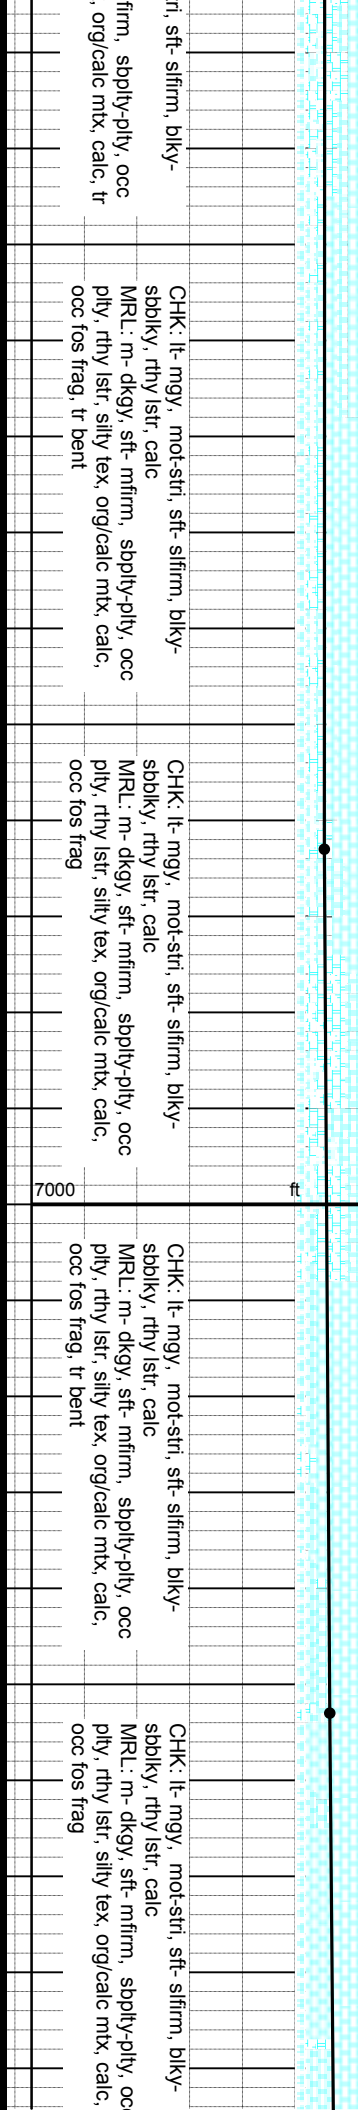 ri, sft- slfirm, blky-
firm,  sbplty-plty, occ
, org/calc mtx, calc, tr
CHK: lt- mgy,  mot-stri, sft- slfirm, blky-
sbblky, rthy lstr, calc
MRL: m- dkgy, sft- mfirm,  sbplty-plty, occ
plty, rthy lstr, silty tex, org/calc mtx, calc,
occ fos frag, tr bent
CHK: lt- mgy,  mot-stri, sft- slfirm, blky-
sbblky, rthy lstr, calc
MRL: m- dkgy, sft- mfirm,  sbplty-plty, occ
plty, rthy lstr, silty tex, org/calc mtx, calc,
occ fos frag
7000 ft
CHK: lt- mgy,  mot-stri, sft- slfirm, blky-
sbblky, rthy lstr, calc
MRL: m- dkgy, sft- mfirm,  sbplty-plty, occ
plty, rthy lstr, silty tex, org/calc mtx, calc,
occ fos frag, tr bent
CHK: lt- mgy,  mot-stri, sft- slfirm, blky-
sbblky, rthy lstr, calc
MRL: m- dkgy, sft- mfirm,  sbplty-plty, occ
plty, rthy lstr, silty tex, org/calc mtx, calc,
occ fos frag